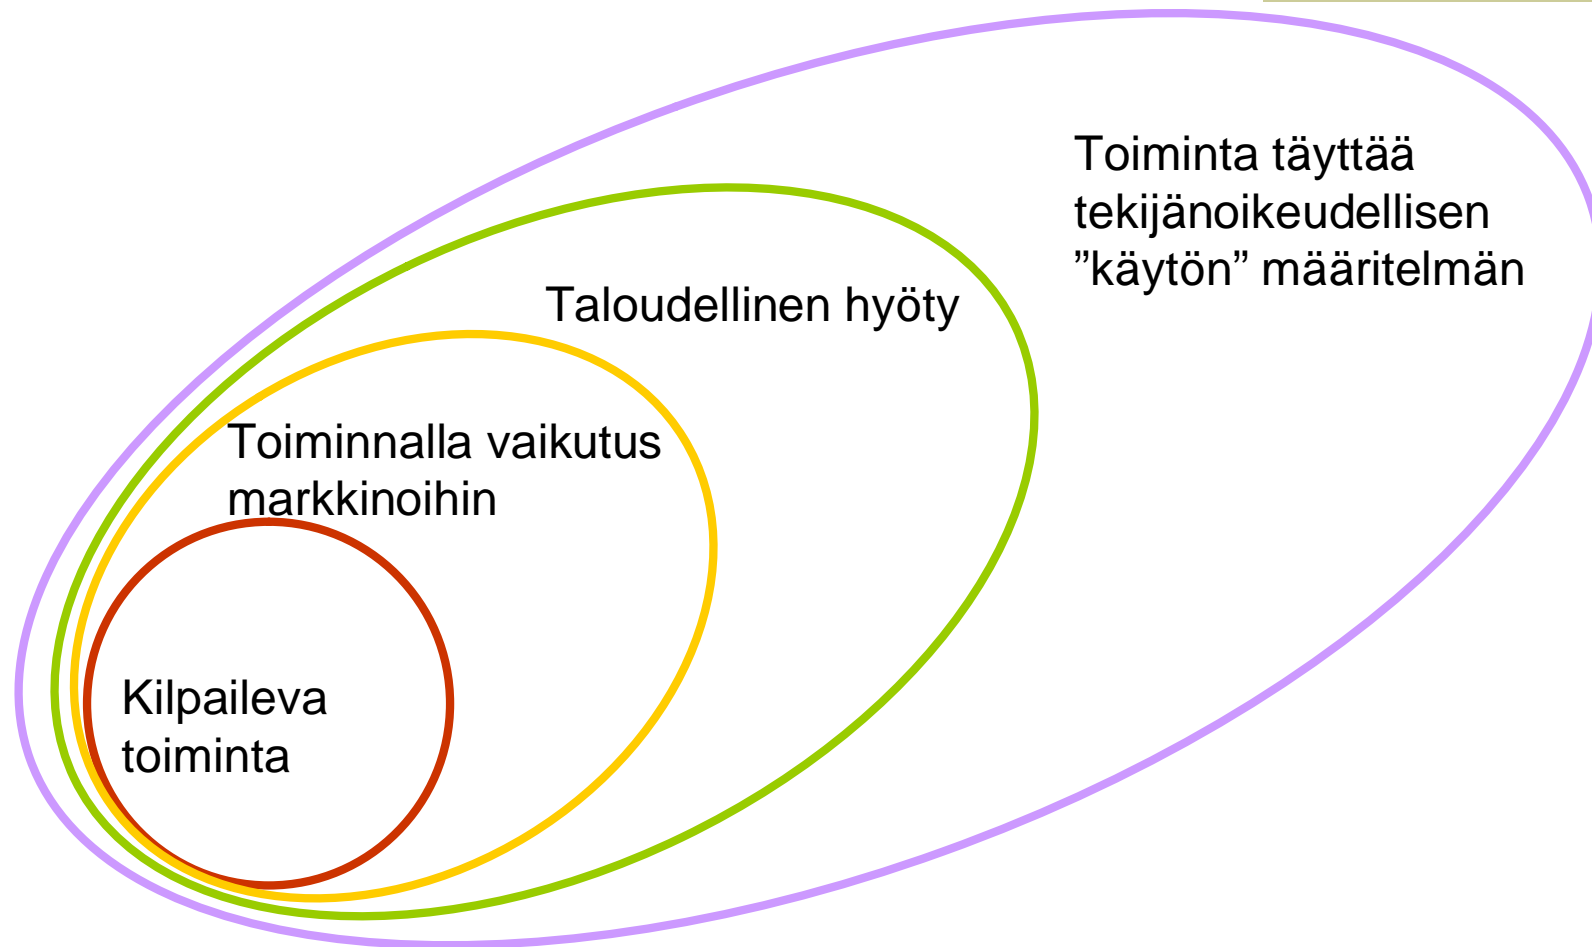 Toiminta täyttää
tekijänoikeudellisen
”käytön” määritelmän
Taloudellinen hyöty
Toiminnalla vaikutus
markkinoihin
Kilpaileva
toiminta